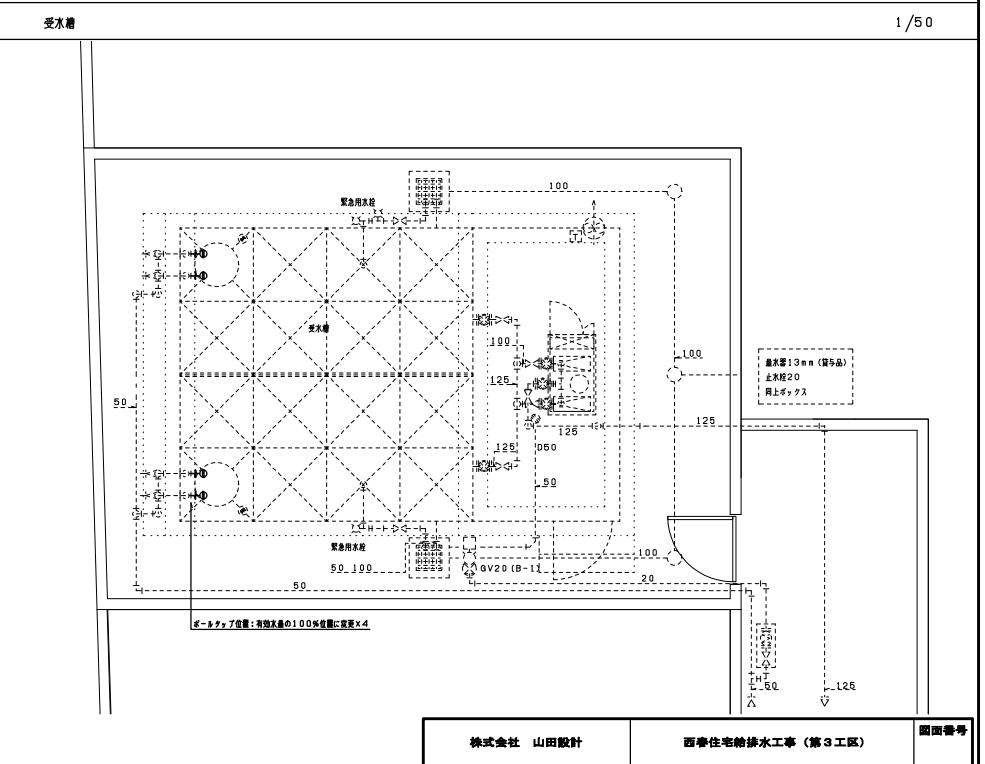 受水槽
1/50
100
緊急用水栓
受水槽
100
100
量水器13mm (貸与品)
止水栓20
同上ボックス
125
50
125
125
125
D50
50
緊急用水栓
100
50 100
GV20(B-1)
20
50
ボールタップ位置：有効水量の100%位置に変更×4
50
125
株式会社 山田設計
西春住宅給排水工事 (第3工区)
図面番号